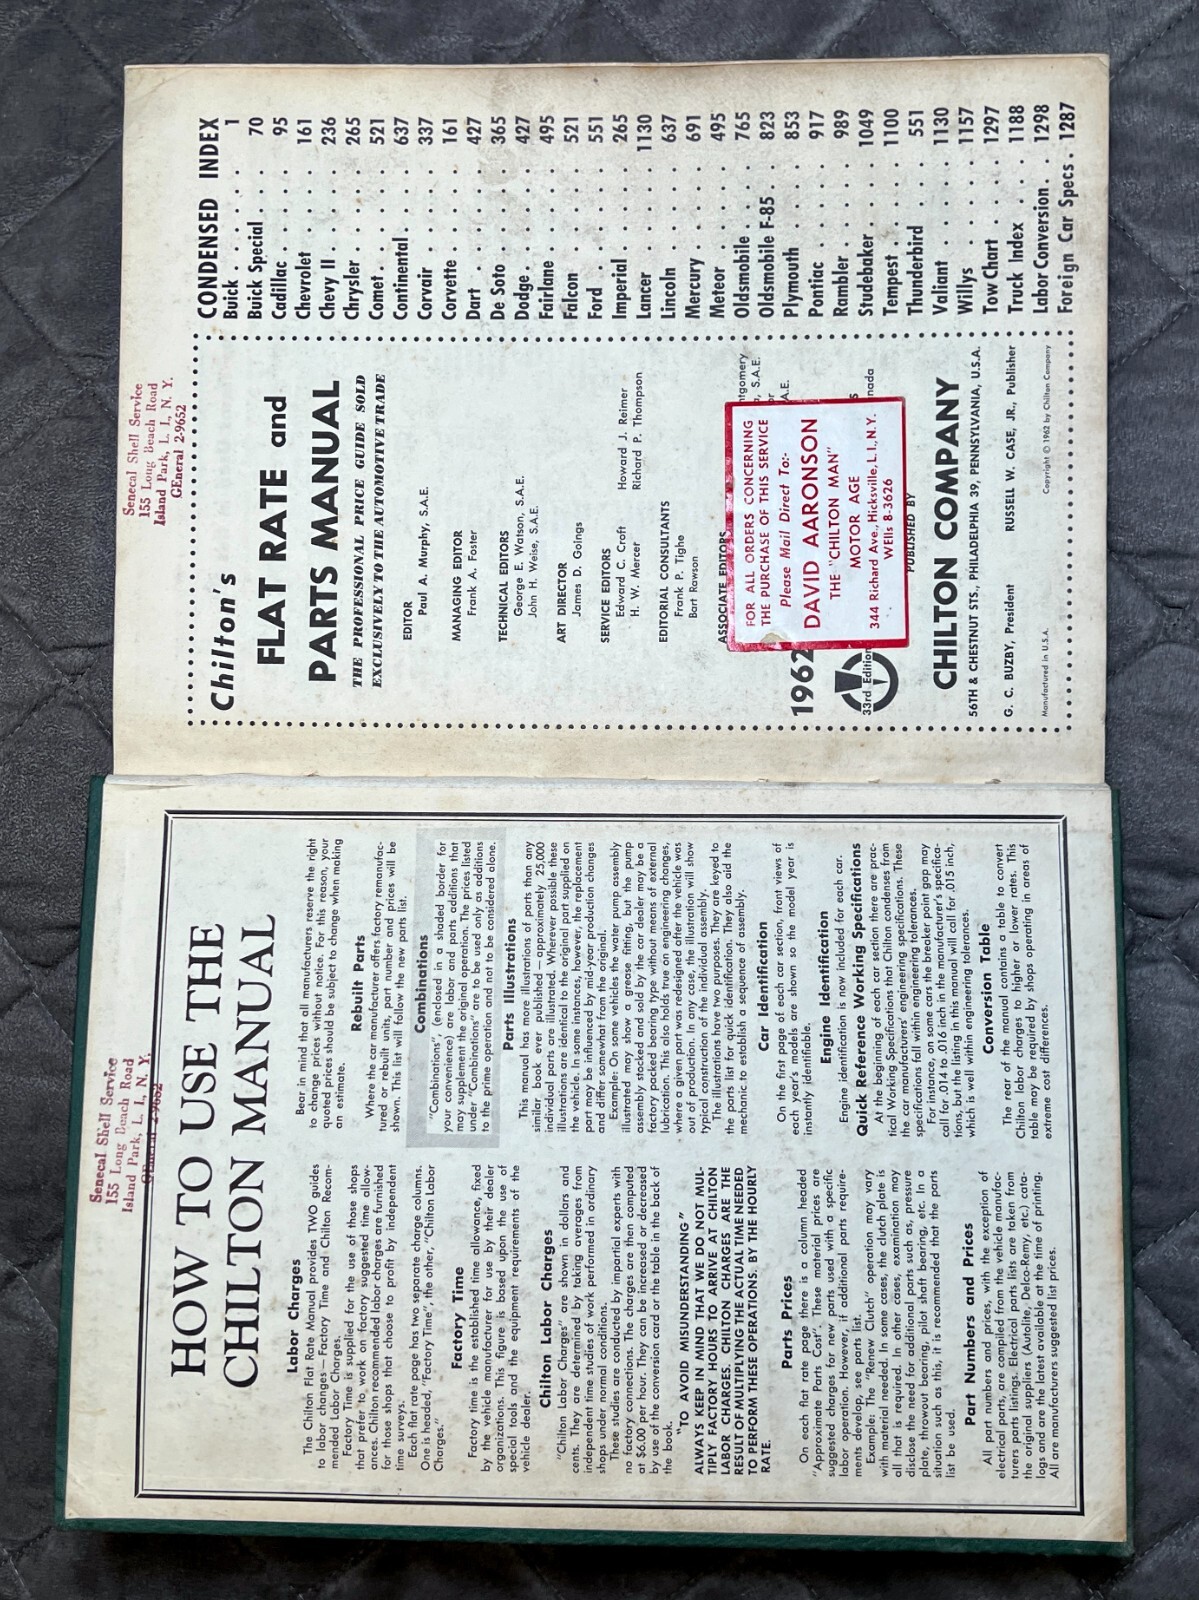 Senecal Shell Service
155 Long Beach Road
Island Park, L. I., N. Y.
GEneral 2-9652
HOW TO USE THE
CHILTON MANUAL
Labor Charges
The Chilton Flat Rate Manual provides TWO guides
to labor changes—Factory Time and Chilton Recom-
mended Labor Charges.
Factory Time is supplied for the use of those shops
that prefer to work on factory suggested time allow-
ances. Chilton recommended labor charges are furnished
for those shops that choose to profit by independent
time surveys.
Each flat rate page has two separate charge columns.
One is headed, "Factory Time", the other, "Chilton Labor
Charges."
Factory Time
Factory time is the established time allowance, fixed
by the vehicle manufacturer for use by their dealer
organizations. This figure is based upon the use of
special tools and the equipment requirements of the
vehicle dealer.
Chilton Labor Charges
"Chilton Labor Charges" are shown in dollars and
cents. They are determined by taking averages from
independent time studies of work performed in ordinary
shops under normal conditions.
These studies are conducted by impartial experts with
no factory connections. The charges are then computed
at $6.00 per hour. They can be increased or decreased
by use of the conversion card or the table in the back of
the book.
"TO AVOID MISUNDERSTANDING"
ALWAYS KEEP IN MIND THAT WE DO NOT MUL-
TIPLY FACTORY HOURS TO ARRIVE AT CHILTON
LABOR CHARGES. CHILTON CHARGES ARE THE
RESULT OF MULTIPLYING THE ACTUAL TIME NEEDED
TO PERFORM THESE OPERATIONS, BY THE HOURLY
RATE.
Parts Prices
On each flat rate page there is a column headed
"Approximate Parts Cost". These material prices are
suggested charges for new parts used with a specific
labor operation. However, if additional parts require-
ments develop, see parts list.
Example: The "Renew Clutch" operation may vary
with material needed. In some cases, the clutch plate is
all that is required. In other cases, examination may
disclose the need for additional parts such as, pressure
plate, throwout bearing, pilot shaft bearing, etc. In a
situation such as this, it is recommended that the parts
list be used.
Part Numbers and Prices
All part numbers and prices, with the exception of
electrical parts, are compiled from the vehicle manufac-
turers parts listings. Electrical parts lists are taken from
the original suppliers (Autolite, Delco-Remy, etc.) cata-
logs and are the latest available at the time of printing.
All are manufacturers suggested list prices.
Bear in mind that all manufacturers reserve the right
to change prices without notice. For this reason, your
quoted prices should be subject to change when making
an estimate.
Rebuilt Parts
Where the car manufacturer offers factory remanufac-
tured or rebuilt units, part number and prices will be
shown. This list will follow the new parts list.
Combinations
"Combinations", (enclosed in a shaded border for
your convenience) are labor and parts additions that
may supplement the original operation. The prices listed
under "Combinations" are to be used only as additions
to the prime operation and not to be considered alone.
Parts Illustrations
This manual has more illustrations of parts than any
similar book ever published—approximately 25,000
individual parts are illustrated. Wherever possible these
illustrations are identical to the original part supplied on
the vehicle. In some instances, however, the replacement
part may be influenced by mid-year production changes
and differ somewhat from the original.
Example: On some vehicles the water pump assembly
illustrated may show a grease fitting, but the pump
assembly stocked and sold by the car dealer may be a
factory packed bearing type without means of external
lubrication. This also holds true on engineering changes,
where a given part was redesigned after the vehicle was
out of production. In any case, the illustration will show
typical construction of the individual assembly.
The illustrations have two purposes. They are keyed to
the parts list for quick identification. They also aid the
mechanic to establish a sequence of assembly.
Car Identification
On the first page of each car section, front views of
each year's models are shown so the model year is
instantly identifiable.
Engine Identification
Engine identification is now included for each car.
Quick Reference Working Specifications
At the beginning of each car section there are prac-
tical Working Specifications that Chilton condenses from
the car manufacturers' engineering specifications. These
specifications fall within engineering tolerances.
For instance, on some cars the breaker point gap may
call for .014 to .016 inch in the manufacturer's specifica-
tions, but the listing in this manual will call for .015 inch,
which is well within engineering tolerances.
Conversion Table
The rear of the manual contains a table to convert
Chilton labor charges to higher or lower rates. This
table may be required by shops operating in areas of
extreme cost differences.
Senecal Shell Service
155 Long Beach Road
Island Park, L. I., N. Y.
GEneral 2-9652
Chilton's
FLAT RATE and
PARTS MANUAL
THE PROFESSIONAL PRICE GUIDE SOLD
EXCLUSIVELY TO THE AUTOMOTIVE TRADE
EDITOR
Paul A. Murphy, S.A.E.
MANAGING EDITOR
Frank A. Foster
TECHNICAL EDITORS
George E. Watson, S.A.E.
John H. Weise, S.A.E.
ART DIRECTOR
James D. Goings
SERVICE EDITORS
Edward C. Croft Howard J. Reimer
H. W. Mercer Richard P. Thompson
EDITORIAL CONSULTANTS
Frank P. Tighe
Bart Rawson
ASSOCIATE EDITORS
FOR ALL ORDERS CONCERNING
THE PURCHASE OF THIS SERVICE
Please Mail Direct To:-
DAVID AARONSON
THE "CHILTON MAN"
MOTOR AGE
344 Richard Ave., Hicksville, L.I., N.Y.
WElls 8-3626
1962
33rd Edition
PUBLISHED BY
CHILTON COMPANY
56TH & CHESTNUT STS., PHILADELPHIA 39, PENNSYLVANIA, U.S.A.
G. C. BUZBY, President RUSSELL W. CASE, JR., Publisher
Manufactured in U.S.A. Copyright © 1962 by Chilton Company
CONDENSED INDEX
Buick . . . . . 1
Buick Special . . . 70
Cadillac . . . . 95
Chevrolet . . . . 161
Chevy II . . . . 236
Chrysler . . . . 265
Comet . . . . . 521
Continental . . . . 637
Corvair . . . . 337
Corvette . . . . 161
Dart . . . . . 427
De Soto . . . . 365
Dodge . . . . . 427
Fairlane . . . . 495
Falcon . . . . . 521
Ford . . . . . 551
Imperial . . . . 265
Lancer . . . . . 1130
Lincoln . . . . 637
Mercury . . . . 691
Meteor . . . . . 495
Oldsmobile . . . . 765
Oldsmobile F-85 . . 823
Plymouth . . . . 853
Pontiac . . . . 917
Rambler . . . . 989
Studebaker . . . . 1049
Tempest . . . . 1100
Thunderbird . . . 551
Valiant . . . . 1130
Willys . . . . . 1157
Tow Chart . . . . 1297
Truck Index . . . 1188
Labor Conversion . . 1298
Foreign Car Specs . 1287